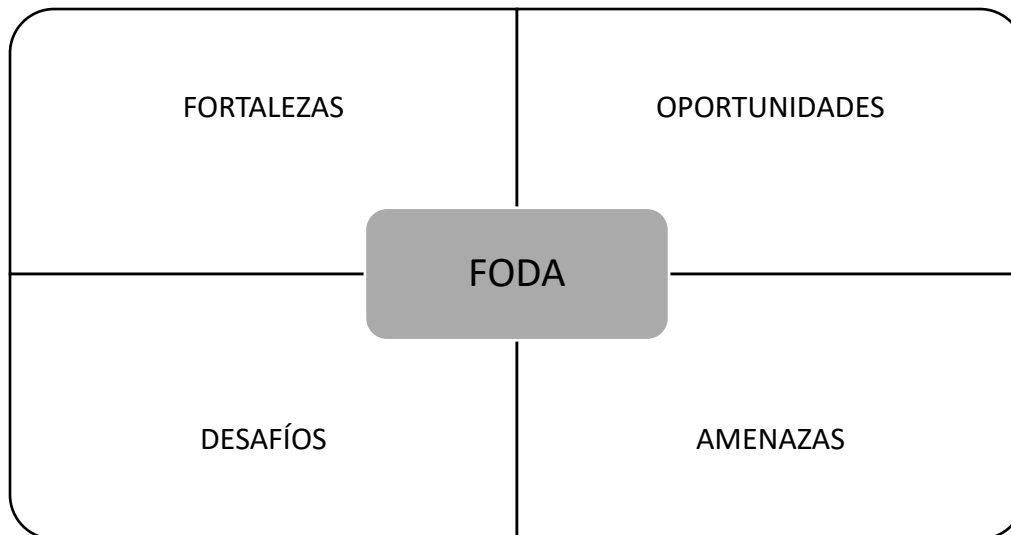 FORTALEZAS
OPORTUNIDADES
FODA
DESAFÍOS
AMENAZAS